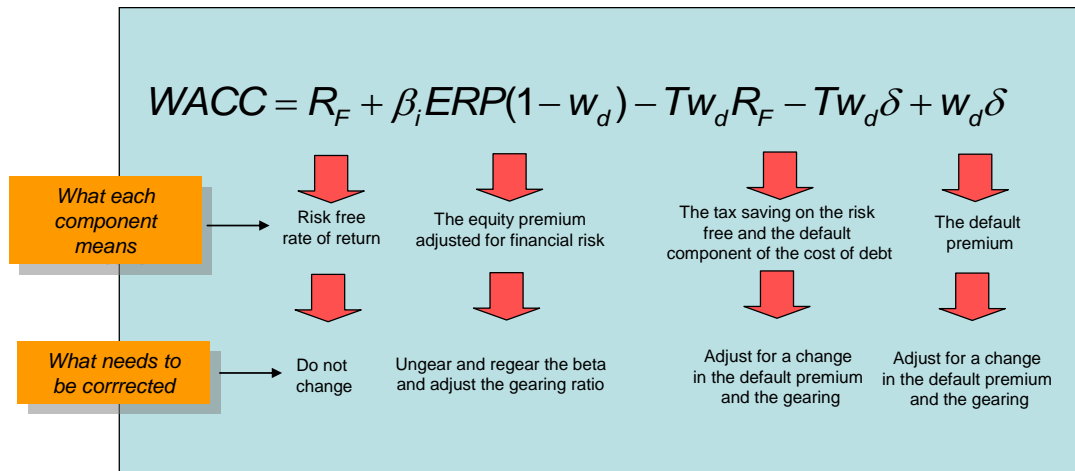 WACC = R_F + β_i ERP(1 − w_d) − Tw_d R_F − Tw_d δ + w_d δ
What each
component
means
Risk free
rate of return
The equity premium
adjusted for financial risk
The tax saving on the risk
free and the default
component of the cost of debt
The default
premium
What needs to
be corrrected
Do not
change
Ungear and regear the beta
and adjust the gearing ratio
Adjust for a change
in the default premium
and the gearing
Adjust for a change
in the default premium
and the gearing